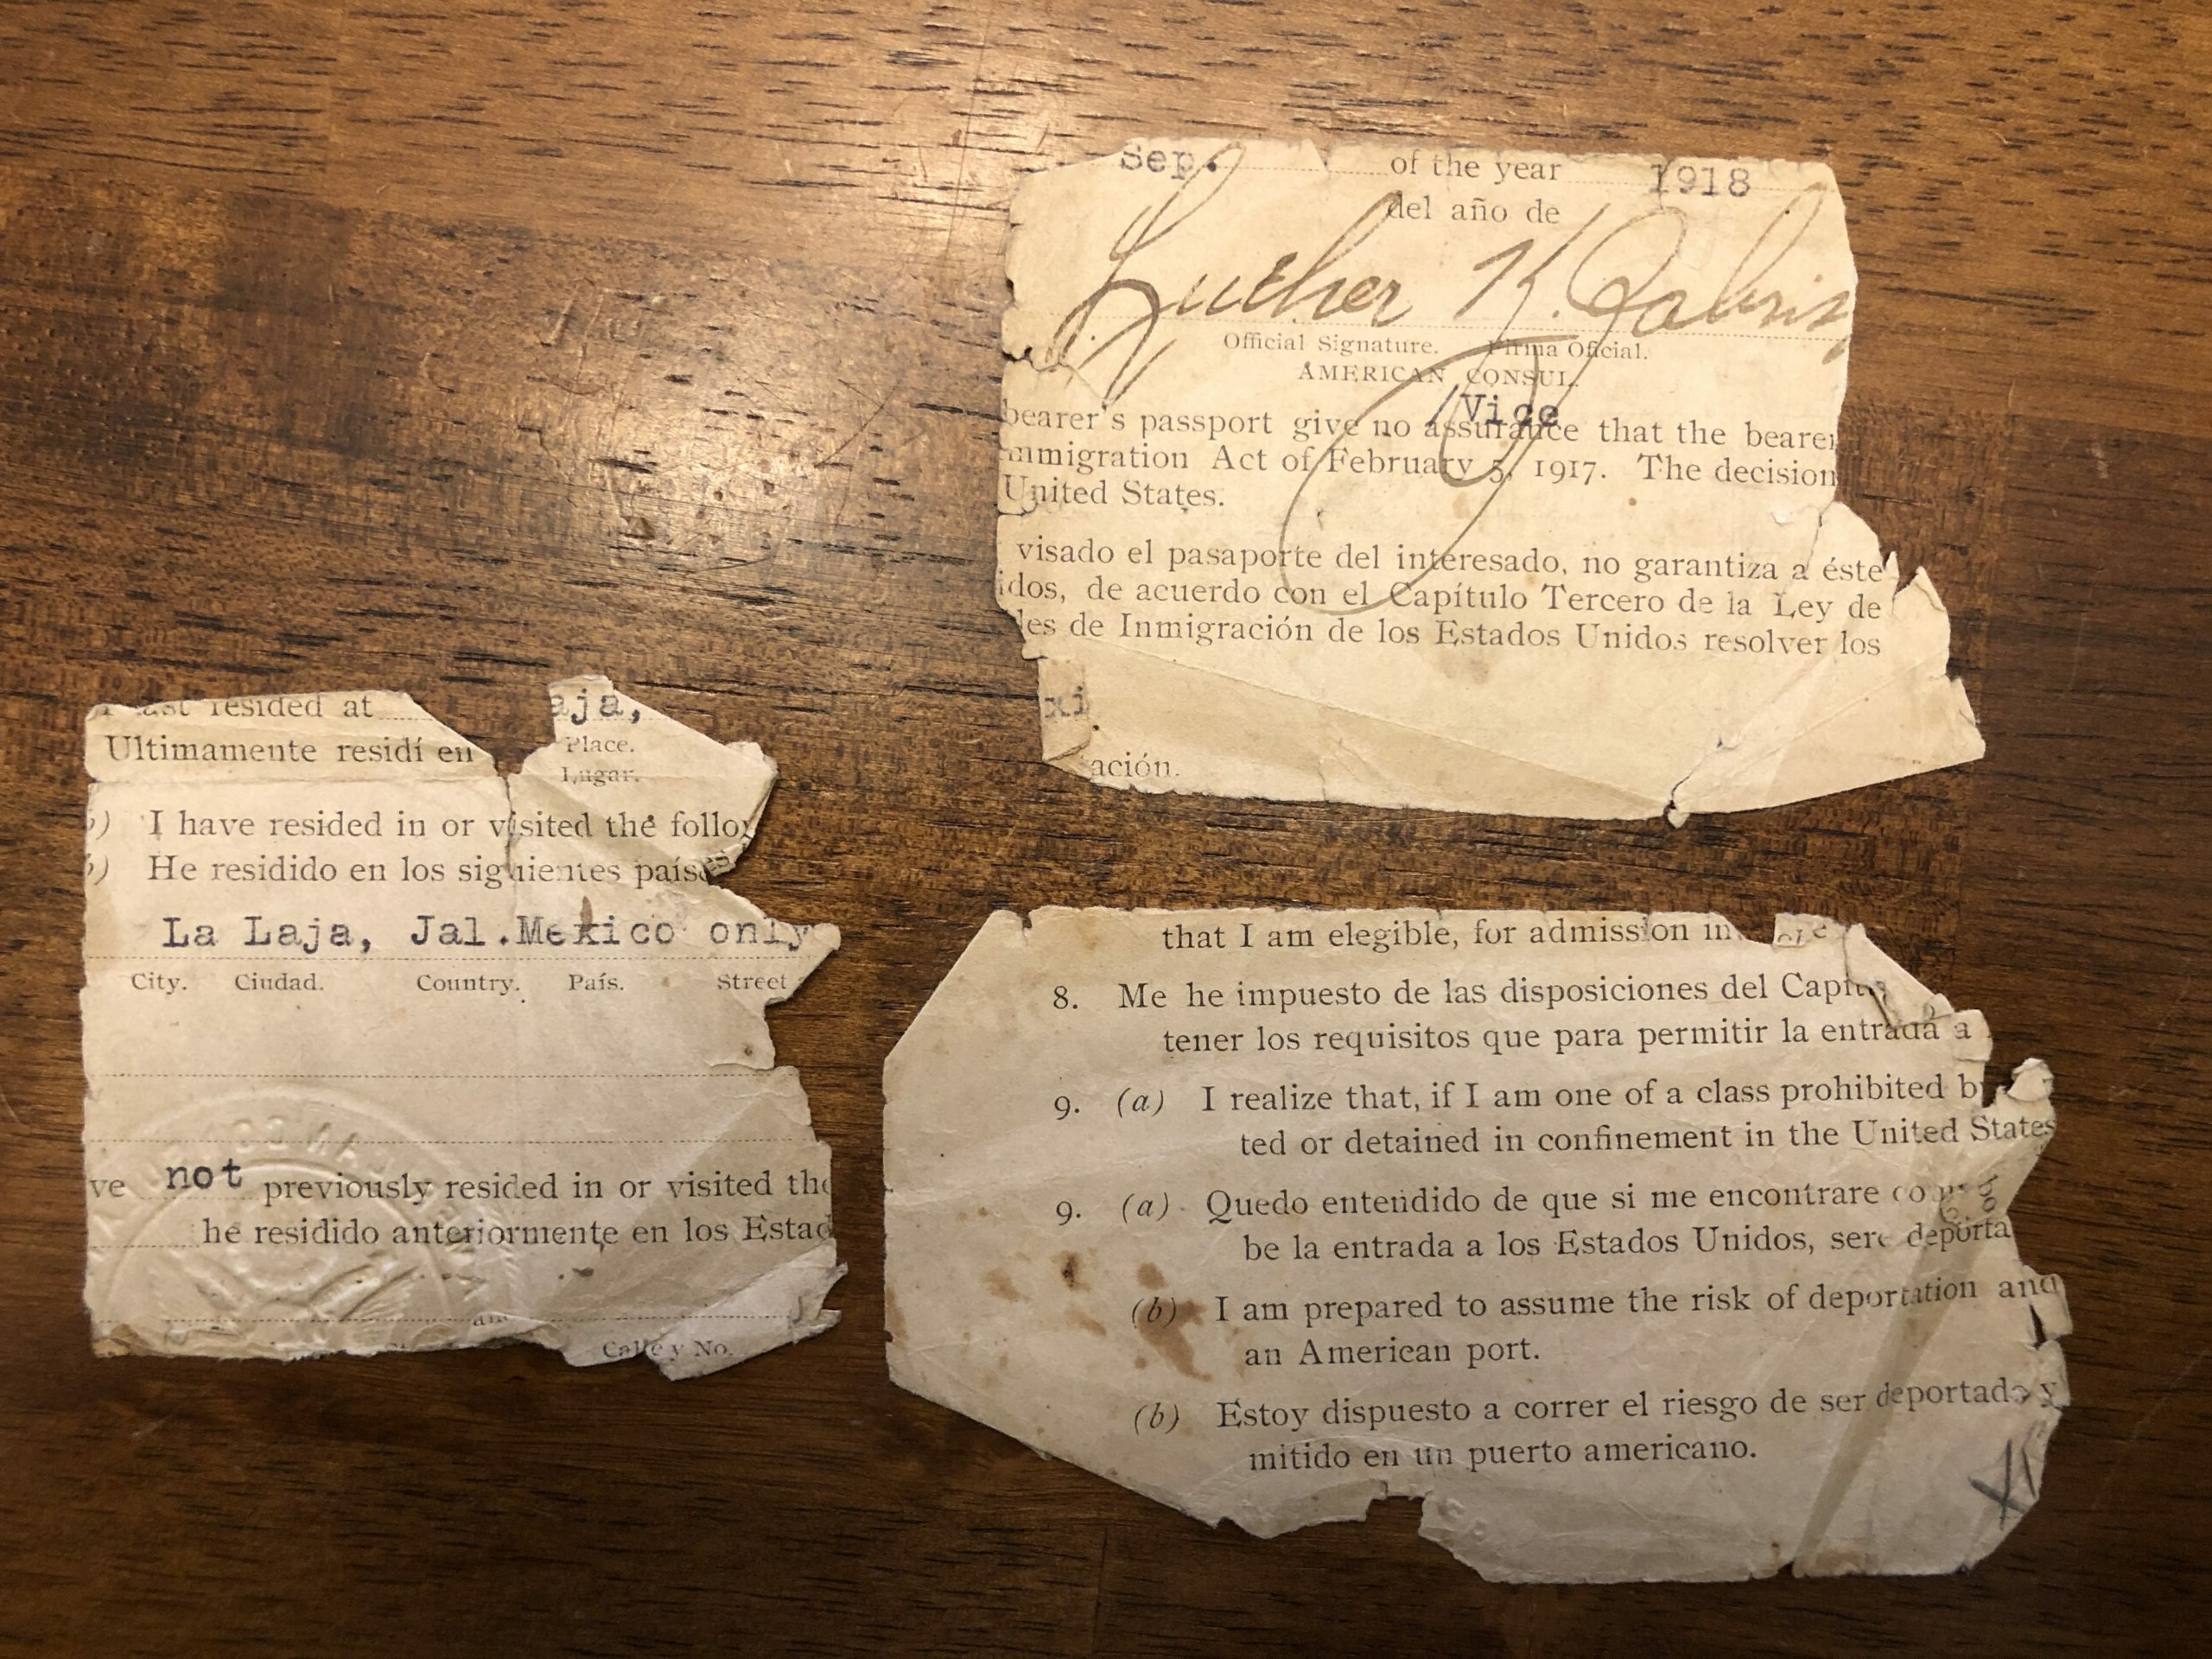 Sep. of the year 1918
del año de
Luther K.
Official Signature. Firma Oficial.
AMERICAN CONSUL.
Vice
bearer's passport give no assurance that the bearer
mmigration Act of February 5, 1917. The decision
United States.
visado el pasaporte del interesado, no garantiza a éste
idos, de acuerdo con el Capítulo Tercero de la Ley de
les de Inmigración de los Estados Unidos resolver los
xi
ación.
last resided at aja,
Ultimamente residí en Place.
Lugar.
) I have resided in or visited the follow
) He residido en los siguientes países
La Laja, Jal.Mexico only
City. Ciudad. Country. País. Street
ve not previously resided in or visited the
he residido anteriormente en los Estad
Calle y No.
that I am elegible, for admission in
8. Me he impuesto de las disposiciones del Capít
tener los requisitos que para permitir la entrada a
9. (a) I realize that, if I am one of a class prohibited by
ted or detained in confinement in the United States
9. (a) Quedo entendido de que si me encontrare co
be la entrada a los Estados Unidos, seré deporta
(b) I am prepared to assume the risk of deportation and
an American port.
(b) Estoy dispuesto a correr el riesgo de ser deportado y
mitido en un puerto americano.